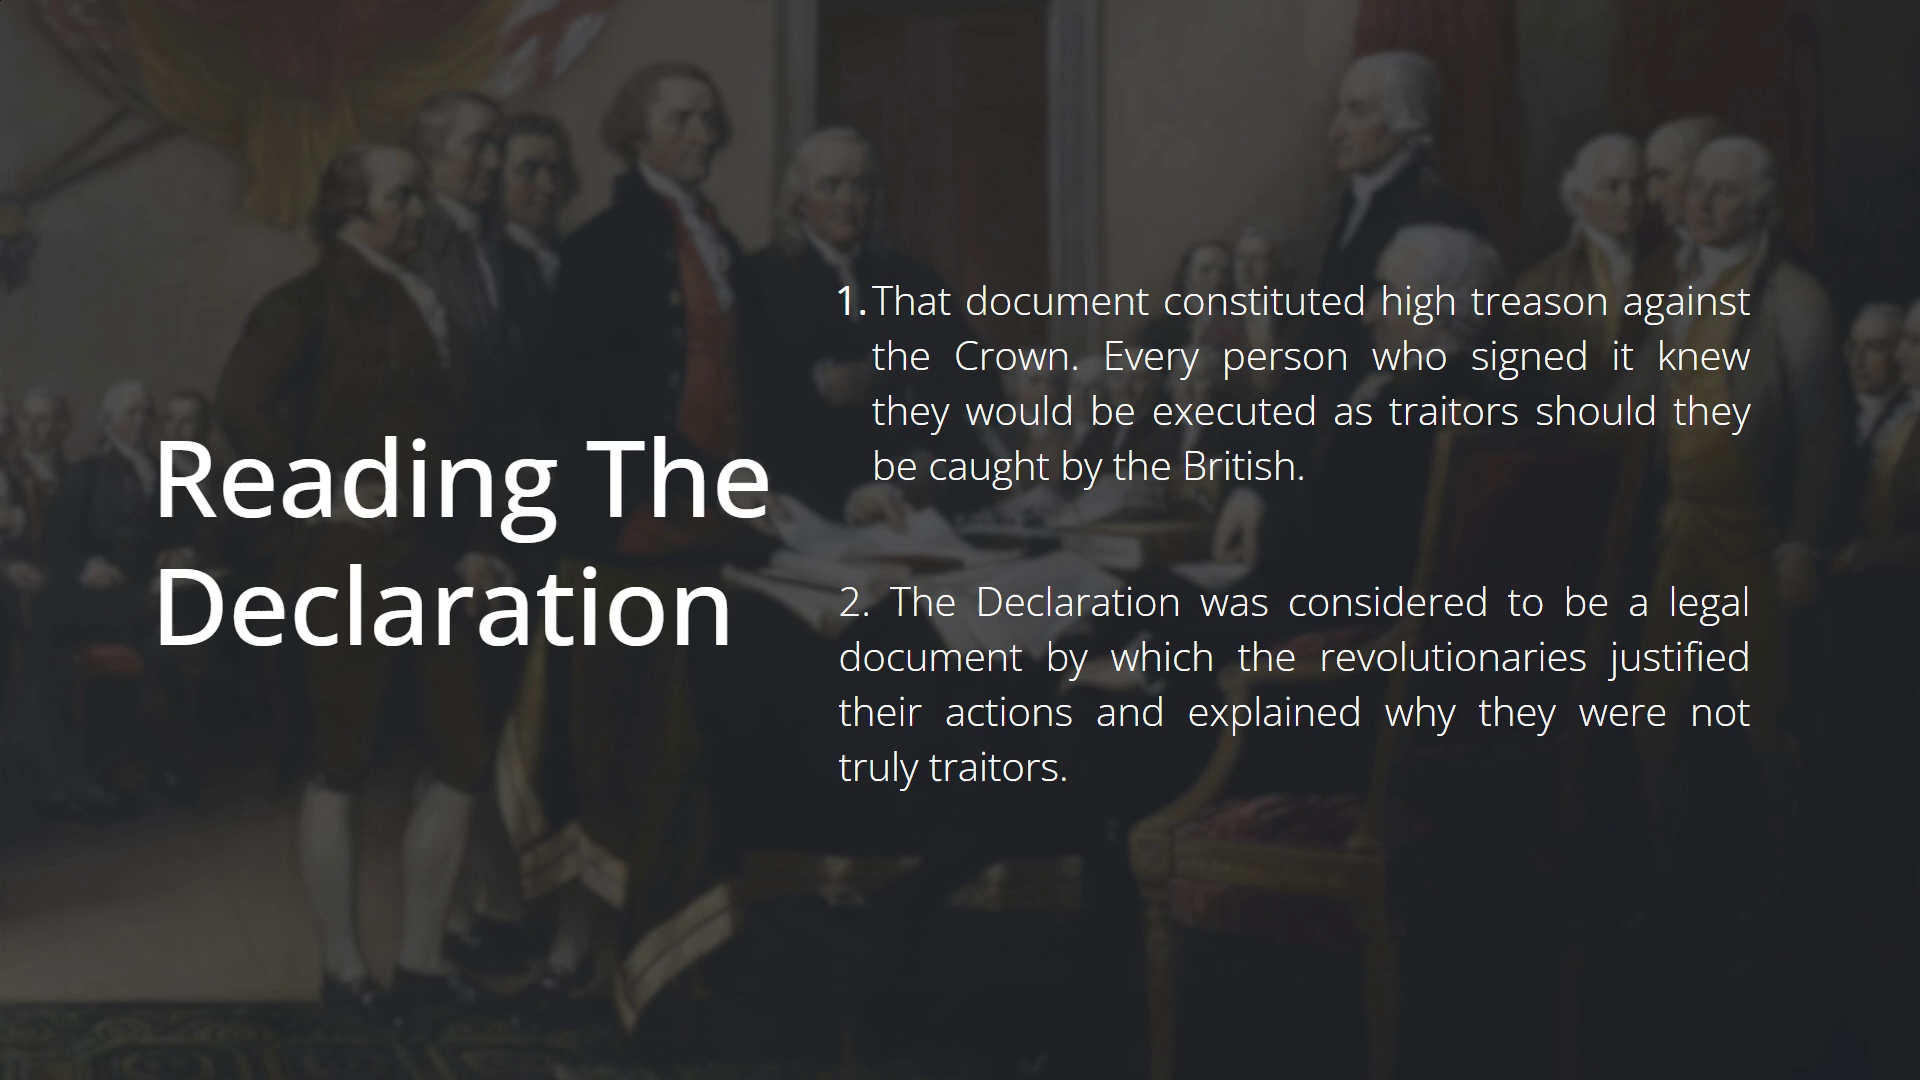 Reading The
Declaration
1. That document constituted high treason against
the Crown. Every person who signed it knew
they would be executed as traitors should they
be caught by the British.
2. The Declaration was considered to be a legal
document by which the revolutionaries justified
their actions and explained why they were not
truly traitors.